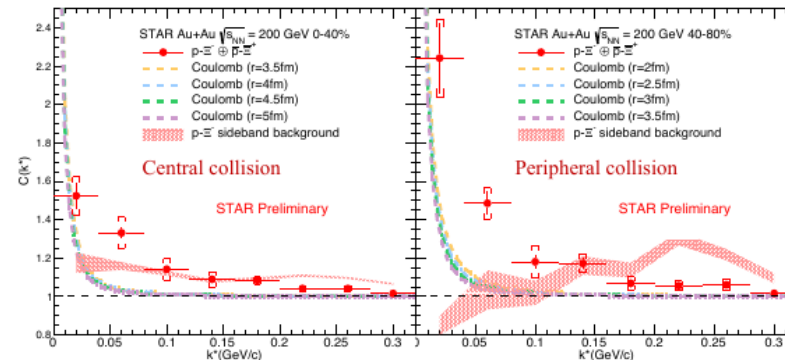 STAR Au+Au √s_NN = 200 GeV 0-40%
p-Ξ⁻ ⊕ p̄-Ξ̄⁺
Coulomb (r=3.5fm)
Coulomb (r=4fm)
Coulomb (r=4.5fm)
Coulomb (r=5fm)
p-Ξ⁻ sideband background
Central collision
STAR Preliminary
C(k*)
2.4
2.2
2
1.8
1.6
1.4
1.2
1
0.8
0
0.05
0.1
0.15
0.2
0.25
0.3
k*(GeV/c)
STAR Au+Au √s_NN = 200 GeV 40-80%
p-Ξ⁻ ⊕ p̄-Ξ̄⁺
Coulomb (r=2fm)
Coulomb (r=2.5fm)
Coulomb (r=3fm)
Coulomb (r=3.5fm)
p-Ξ⁻ sideband background
Peripheral collision
STAR Preliminary
0.05
0.1
0.15
0.2
0.25
0.3
k*(GeV/c)